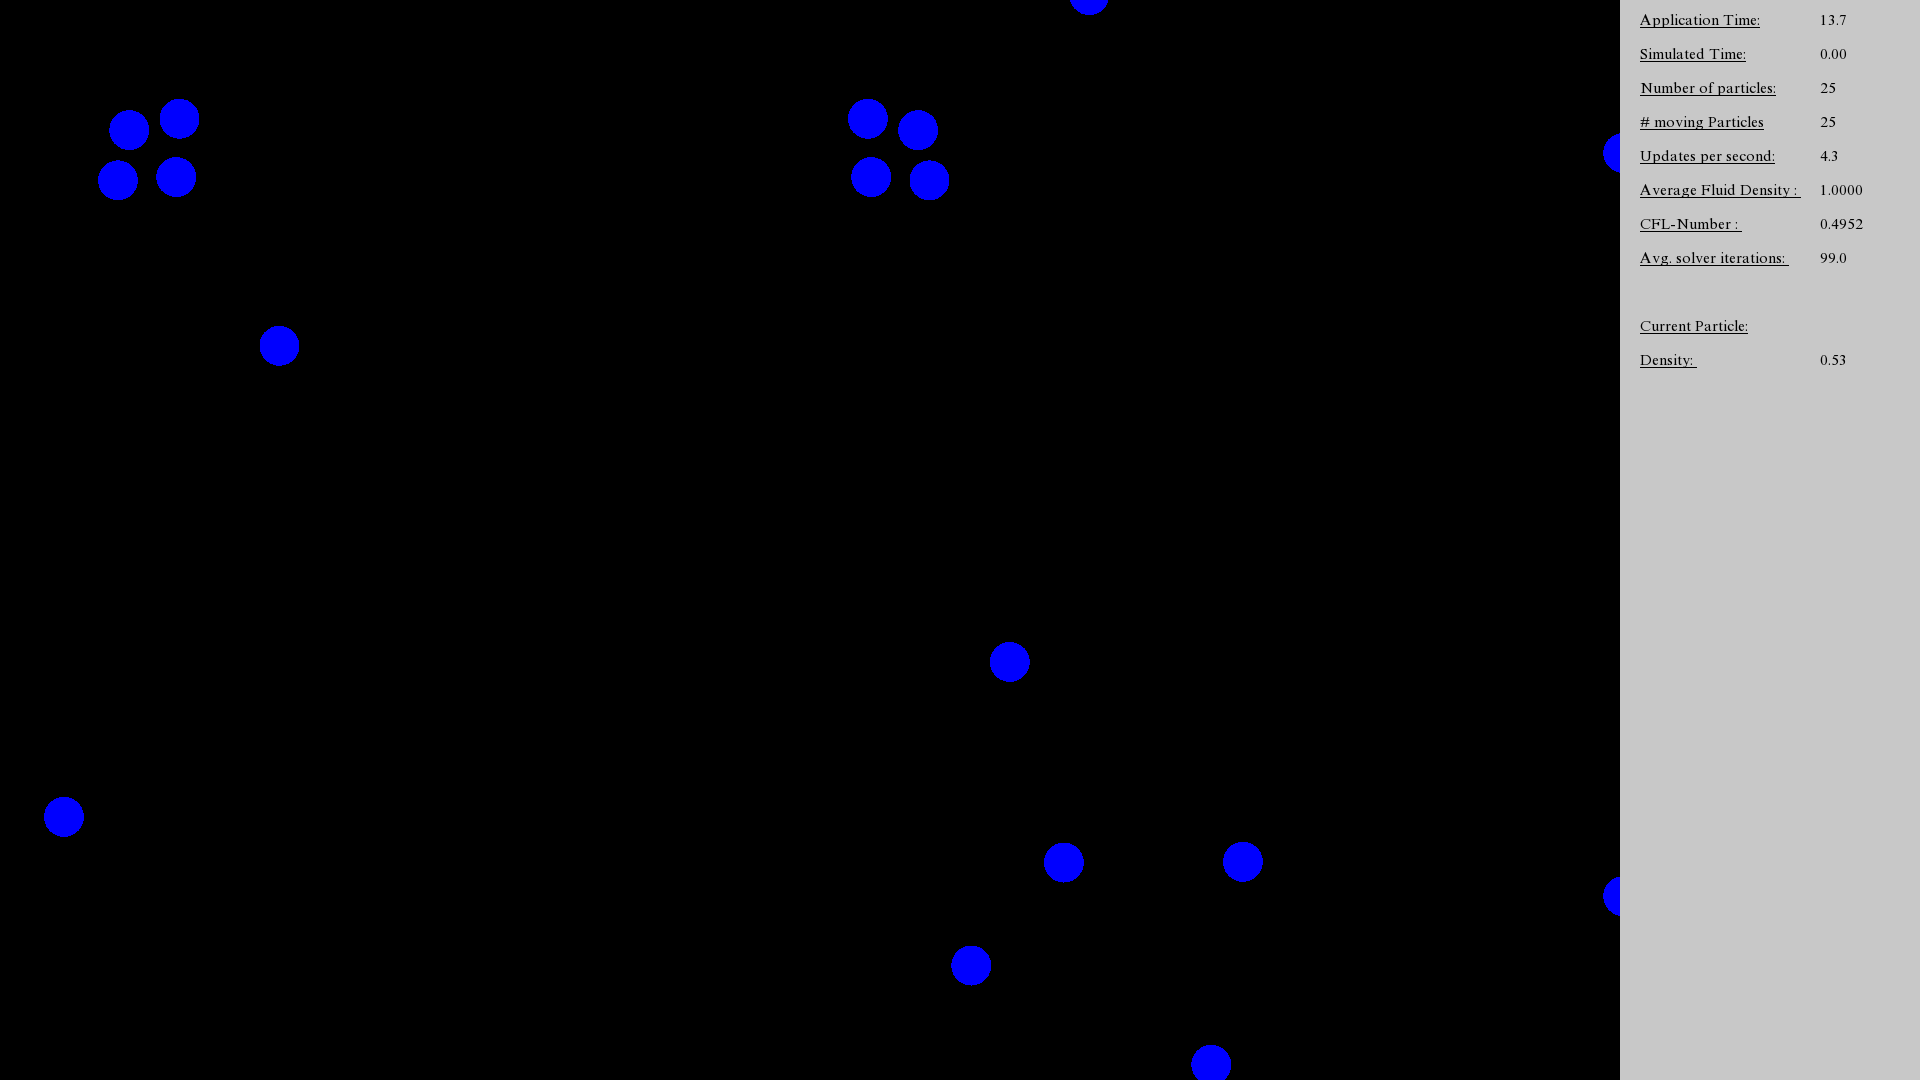 Application Time: 13.7
Simulated Time: 0.00
Number of particles: 25
# moving Particles 25
Updates per second: 4.3
Average Fluid Density : 1.0000
CFL-Number : 0.4952
Avg. solver iterations: 99.0
Current Particle:
Density: 0.53